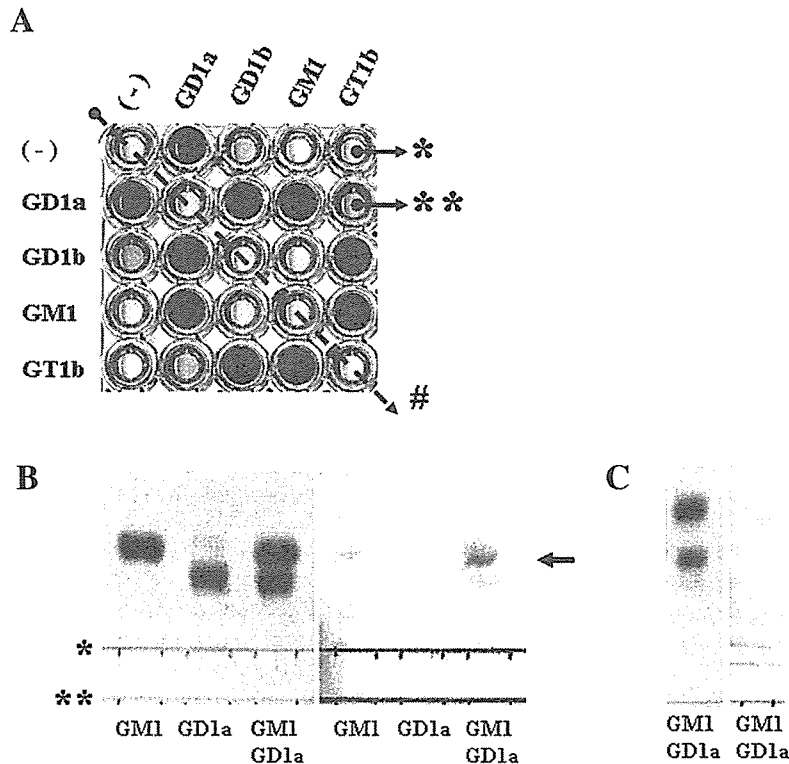 A
(-) GD1a GD1b GM1 GT1b
(-) *
GD1a **
GD1b
GM1
GT1b
#
B
C
*
**
GM1 GD1a GM1 GM1 GD1a GM1 GM1 GM1
GD1a GD1a GD1a GD1a